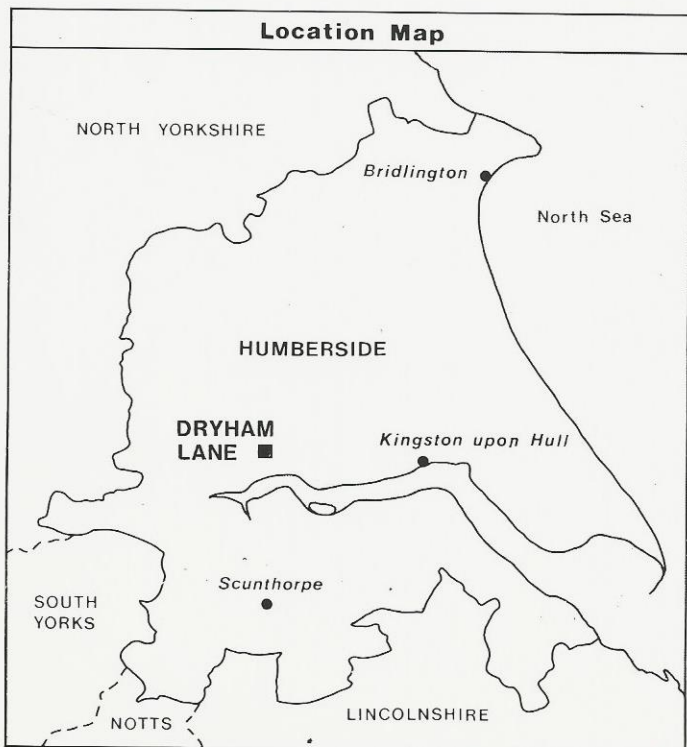 Location Map
NORTH YORKSHIRE
Bridlington
North Sea
HUMBERSIDE
DRYHAM
LANE
Kingston upon Hull
Scunthorpe
SOUTH
YORKS
NOTTS
LINCOLNSHIRE